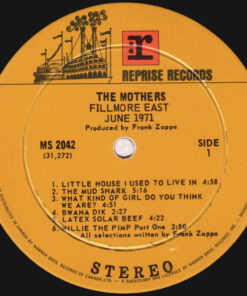 REPRISE RECORDS
THE MOTHERS
FILLMORE EAST
JUNE 1971
Produced by Frank Zappa
MS 2042
(31,272)
SIDE
1
1. LITTLE HOUSE I USED TO LIVE IN 4:58
2. THE MUD SHARK 5:16
3. WHAT KIND OF GIRL DO YOU THINK
WE ARE? 4:51
4. BWANA DIK 2:27
5. LATEX SOLAR BEEF 4:22
6. WILLIE THE PIMP Part One 2:50
All selections written by Frank Zappa
STEREO